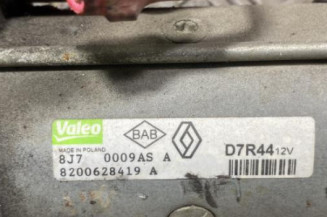 Valeo
MADE IN POLAND
BAB
D7R44 12V
8J7 0009AS A
8200628419 A